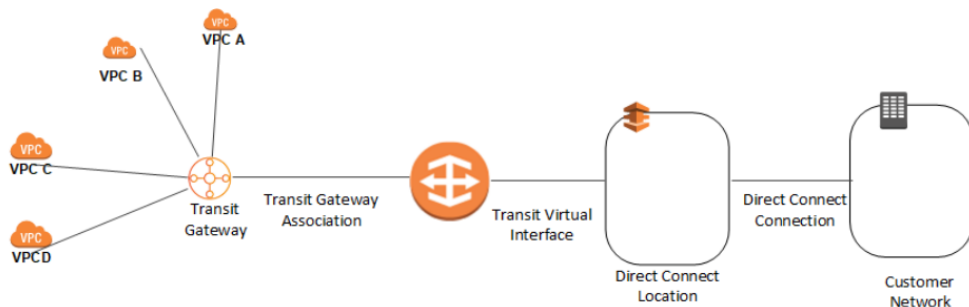 VPC
VPC A
VPC
VPC B
VPC
VPC C
VPC
VPCD
Transit
Gateway
Transit Gateway
Association
Transit Virtual
Interface
Direct Connect
Location
Direct Connect
Connection
Customer
Network